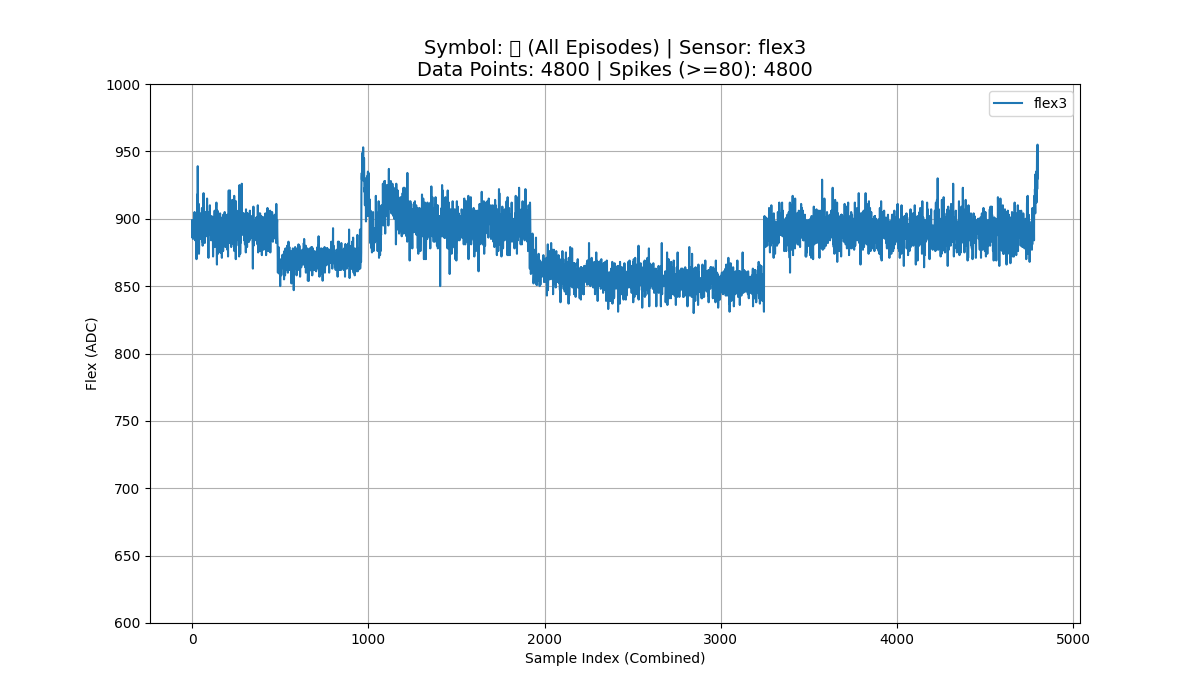 Symbol: (All Episodes) | Sensor: flex3
Data Points: 4800 | Spikes (>=80): 4800
flex3
Flex (ADC)
1000
950
900
850
800
750
700
650
600
0 1000 2000 3000 4000 5000
Sample Index (Combined)